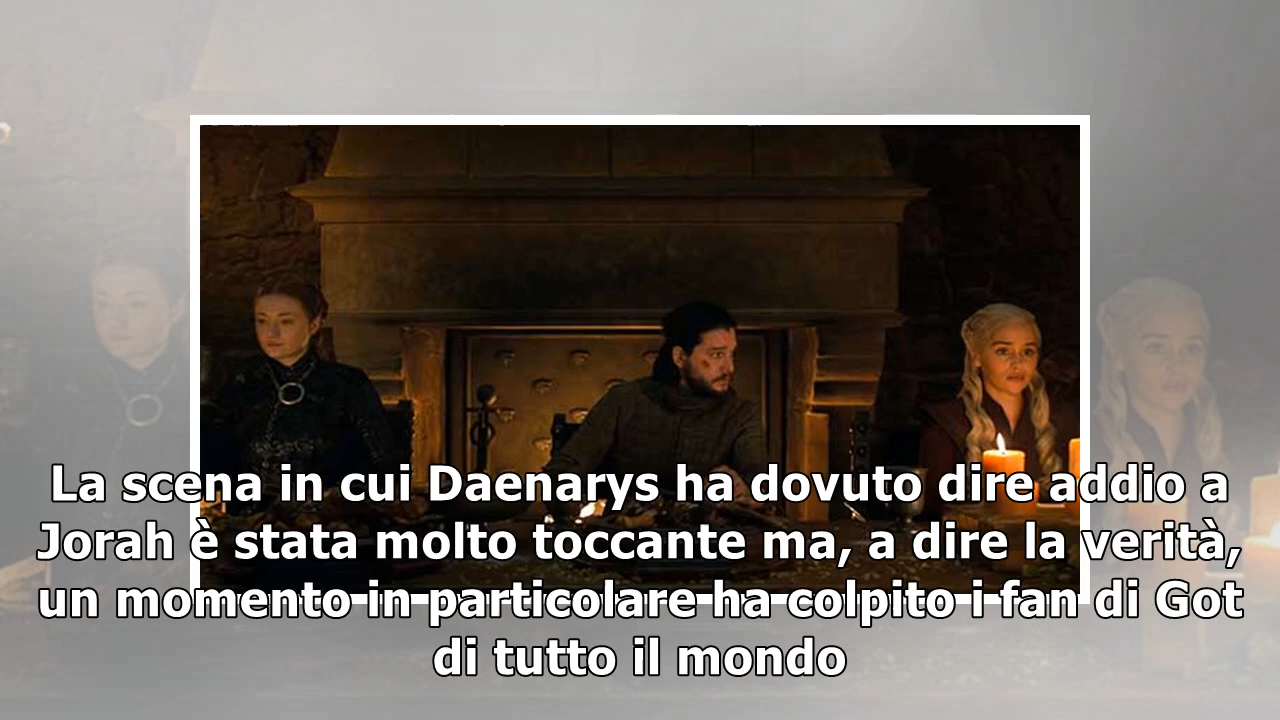 La scena in cui Daenarys ha dovuto dire addio a
Jorah è stata molto toccante ma, a dire la verità,
un momento in particolare ha colpito i fan di Got
di tutto il mondo